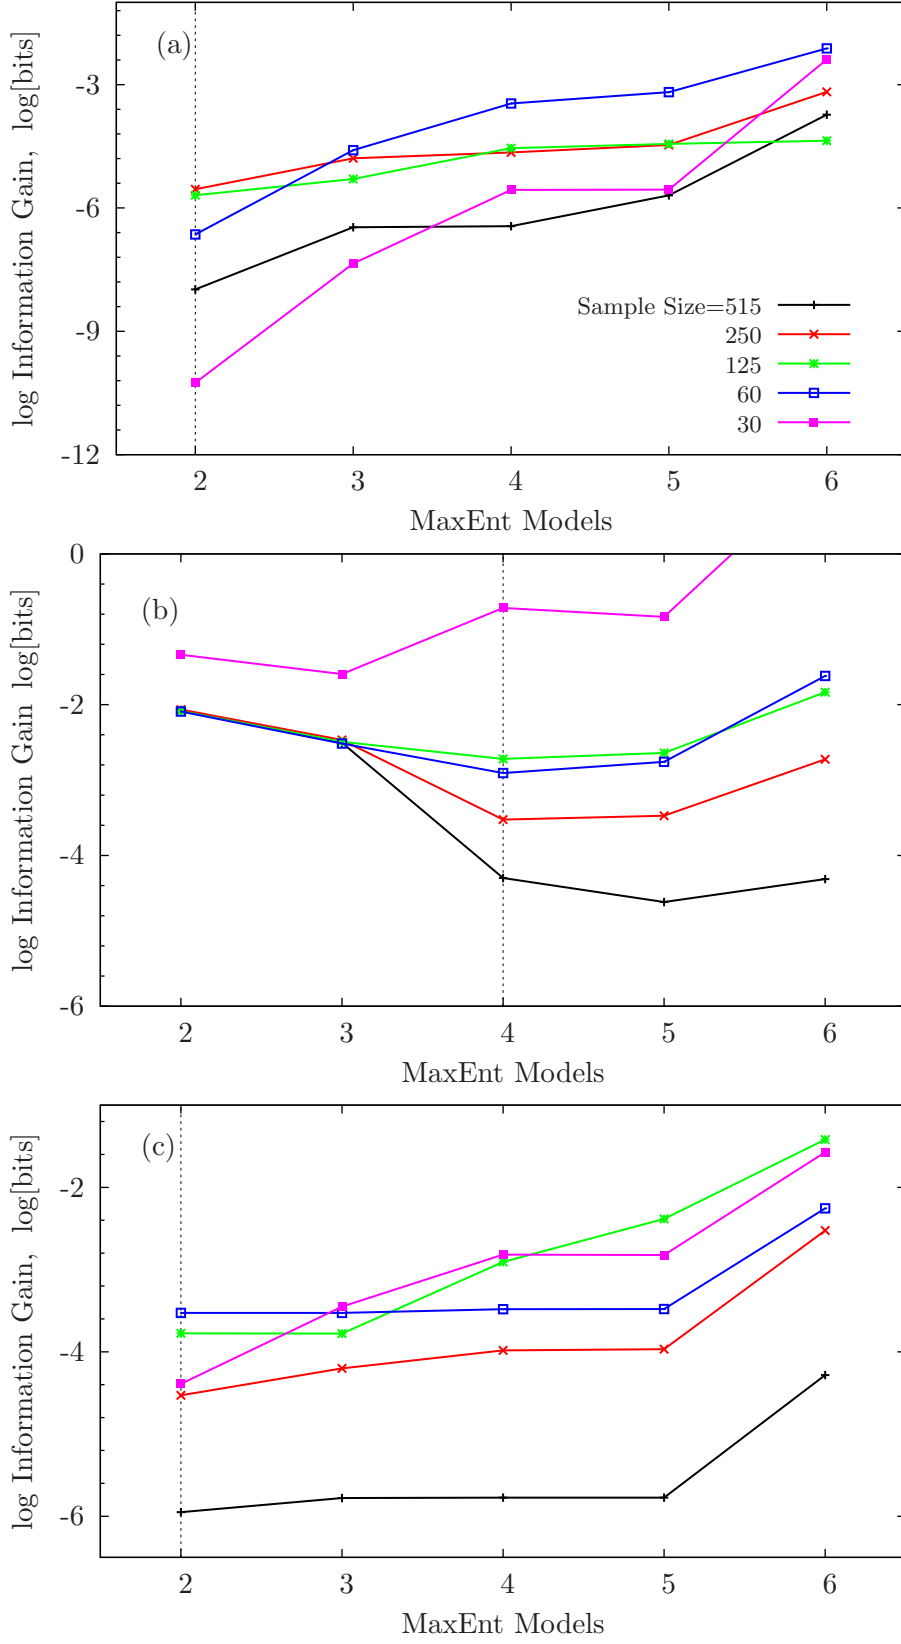 (a)
log Information Gain, log[bits]
-3
-6
-9
-12
Sample Size=515
250
125
60
30
2 3 4 5 6
MaxEnt Models
(b)
log Information Gain log[bits]
0
-2
-4
-6
2 3 4 5 6
MaxEnt Models
(c)
log Information Gain, log[bits]
-2
-4
-6
2 3 4 5 6
MaxEnt Models